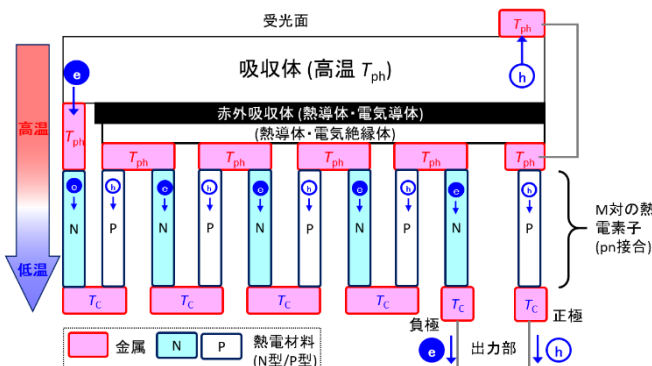 受光面
T_ph
吸収体 (高温 T_ph)
e
h
赤外吸収体 (熱導体・電気導体)
(熱導体・電気絶縁体)
高温
低温
T_ph
T_ph
T_ph
T_ph
T_ph
T_ph
e
h
e
h
e
h
e
h
e
h
N
P
N
P
N
P
N
P
N
P
M対の熱
電素子
(pn接合)
T_C
T_C
T_C
T_C
T_C
T_C
負極
正極
e
出力部
h
金属
N
P
熱電材料
(N型/P型)